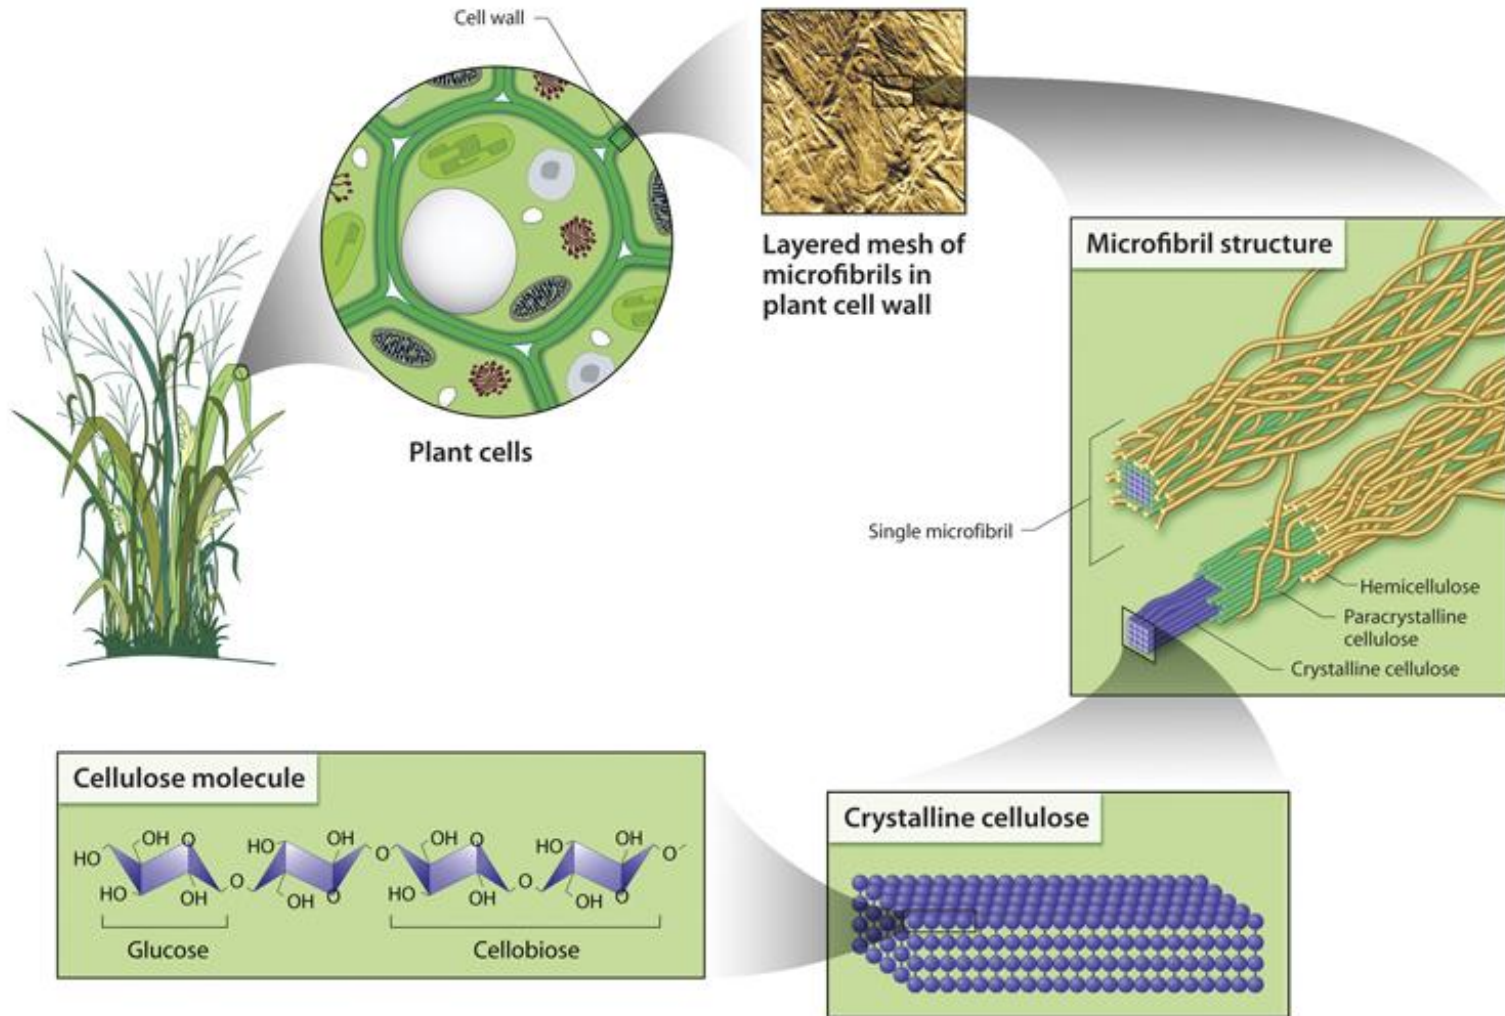 Cell wall
Plant cells
Layered mesh of
microfibrils in
plant cell wall
Microfibril structure
Single microfibril
Hemicellulose
Paracrystalline
cellulose
Crystalline cellulose
Cellulose molecule
HO
OH
O
HO
OH
O
HO
OH
OH
O
OH
O
HO
OH
O
HO
OH
O
HO
OH
OH
O
O
Glucose
Cellobiose
Crystalline cellulose